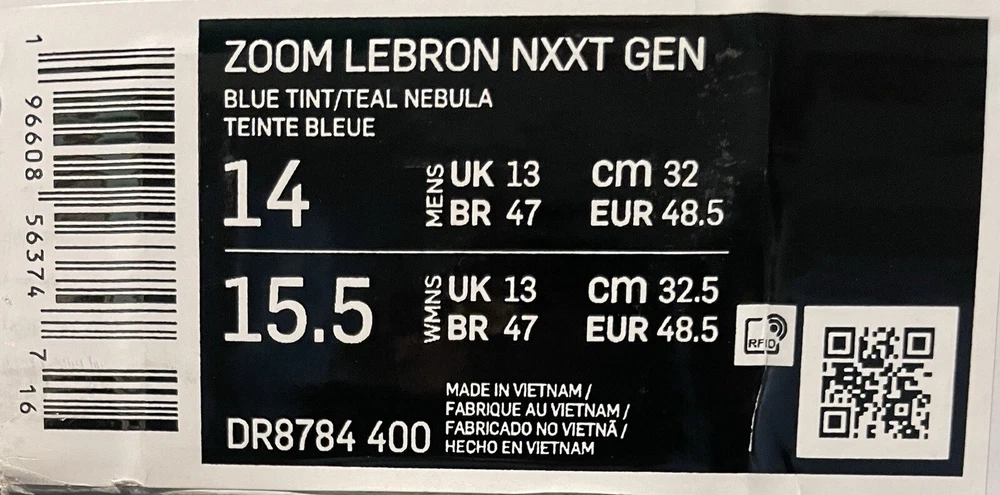 ZOOM LEBRON NXXT GEN
BLUE TINT/TEAL NEBULA
TEINTE BLEUE
14 MENS UK 13 cm 32
BR 47 EUR 48.5
15.5 WMNS UK 13 cm 32.5
BR 47 EUR 48.5
RFID
MADE IN VIETNAM /
FABRIQUE AU VIETNAM /
FABRICADO NO VIETNÃ /
HECHO EN VIETNAM
DR8784 400
1 96608 56374 7 16